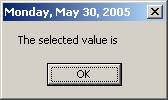 Monday, May 30, 2005
The selected value is
OK